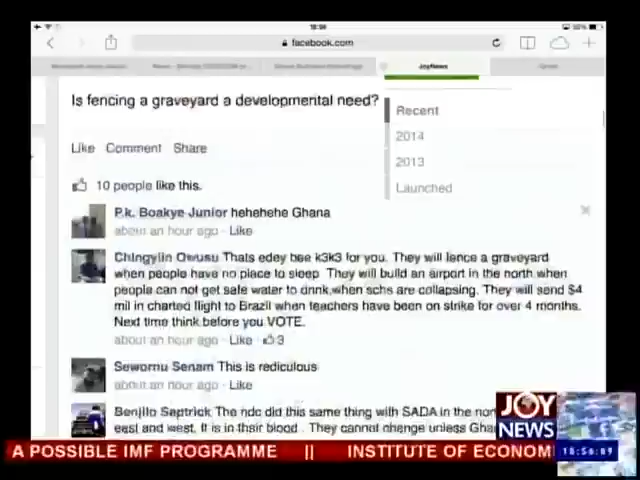 18:56
facebook.com
JoyNews
Is fencing a graveyard a developmental need?
Recent
2014
2013
Launched
Like Comment Share
10 people like this.
P.k. Boakye Junior hehehehe Ghana
about an hour ago · Like
Chingylin Owusu Thats edey bee k3k3 for you. They will fence a graveyard
when people have no place to sleep They will build an airport in the north when
people can not get safe water to drink,when schs are collapsing. They will send $4
mil in charted flight to Brazil when teachers have been on strike for over 4 months.
Next time think before you VOTE.
about an hour ago · Like · 3
Sewornu Senam This is rediculous
about an hour ago · Like
Benjilo Saptrick The ndc did this same thing with SADA in the
east and west. It is in their blood . They cannot change unless
JOY
NEWS
A POSSIBLE IMF PROGRAMME || INSTITUTE OF ECONOM
18:56:09